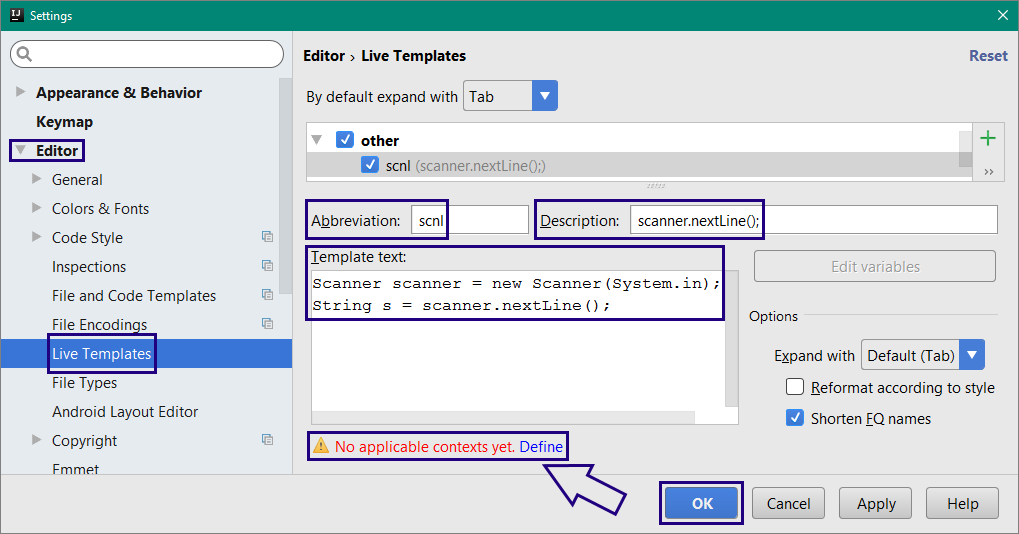 IJ Settings
Appearance & Behavior
Keymap
Editor
General
Colors & Fonts
Code Style
Inspections
File and Code Templates
File Encodings
Live Templates
File Types
Android Layout Editor
Copyright
Emmet
Editor › Live Templates
Reset
By default expand with Tab
other
scnl (scanner.nextLine();)
Abbreviation: scnl
Description: scanner.nextLine();
Template text:
Scanner scanner = new Scanner(System.in);
String s = scanner.nextLine();
Edit variables
Options
Expand with Default (Tab)
Reformat according to style
Shorten FQ names
No applicable contexts yet. Define
OK Cancel Apply Help